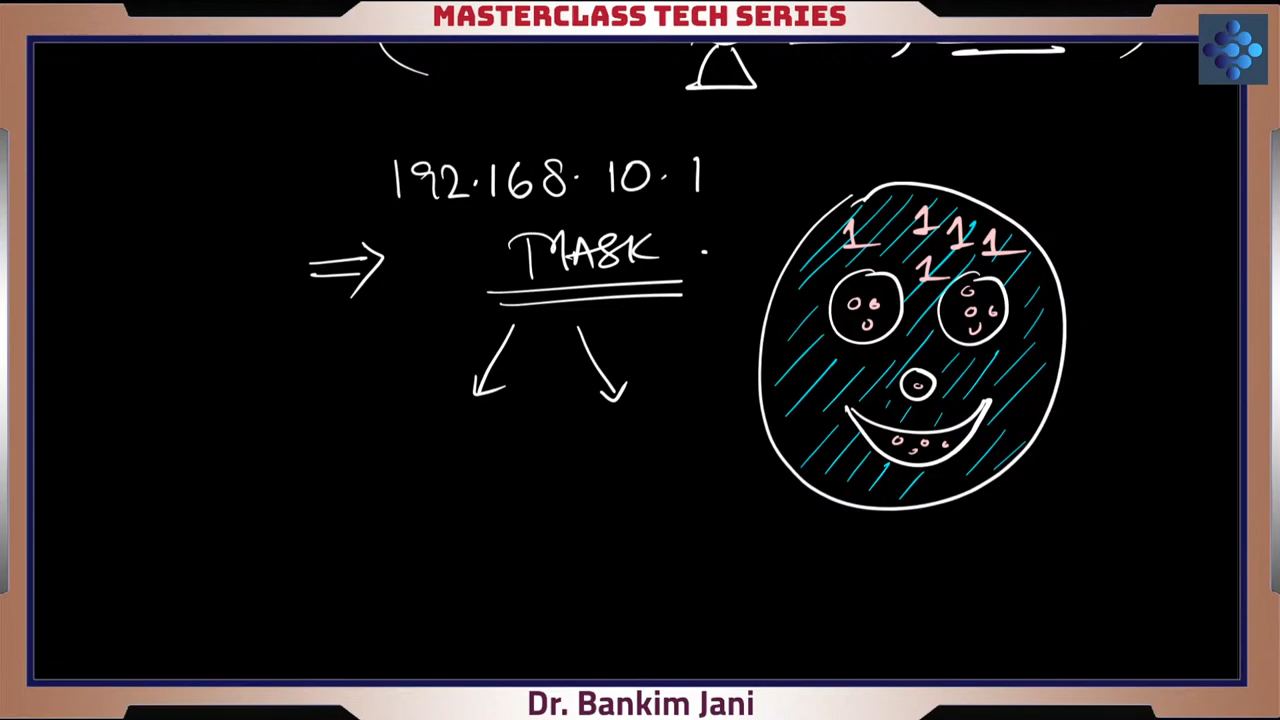 MASTERCLASS TECH SERIES
192.168.10.1
MASK
1 1 1 1
1
Dr. Bankim Jani